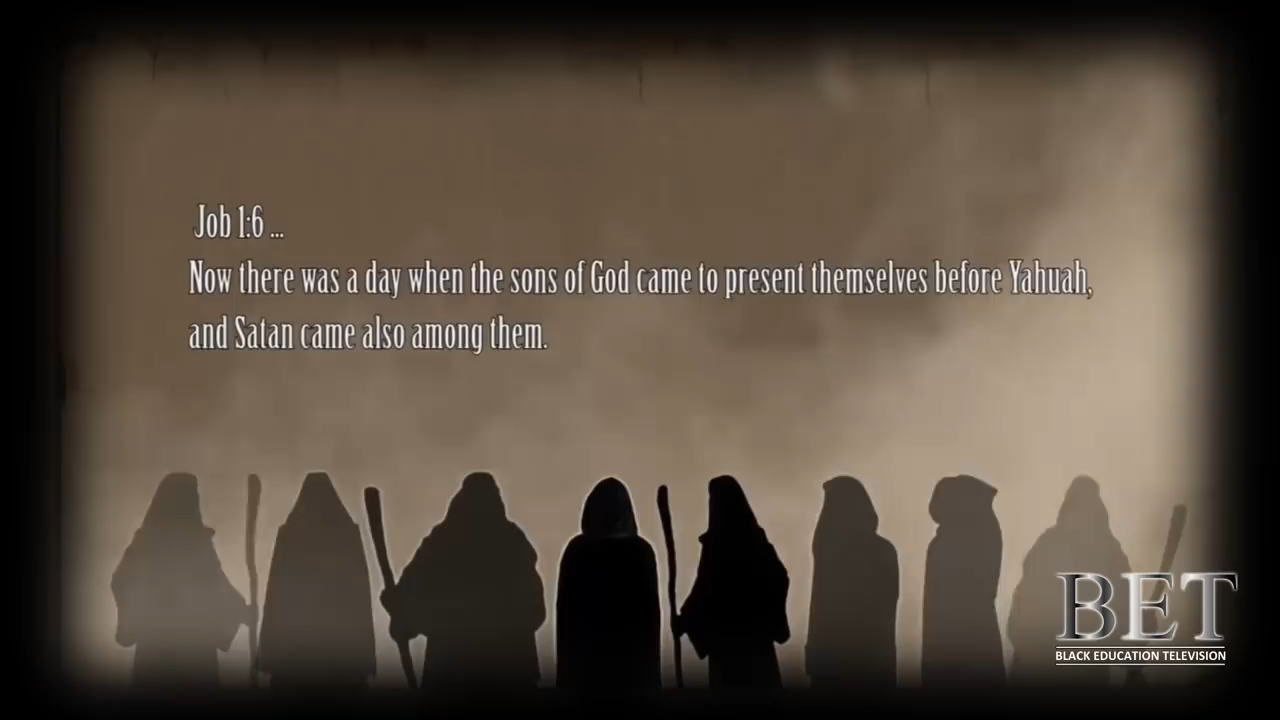 Job 1:6 ...
Now there was a day when the sons of God came to present themselves before Yahuah,
and Satan came also among them.
BET
BLACK EDUCATION TELEVISION